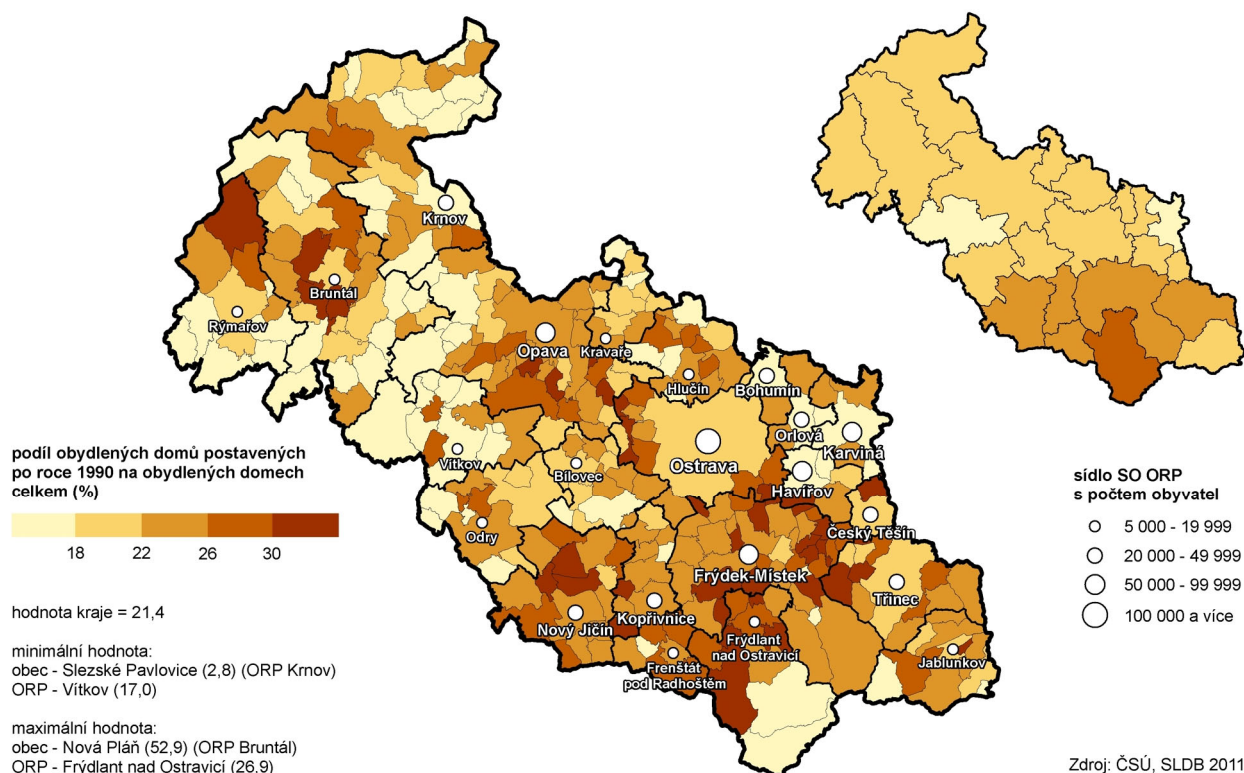 Krnov
Bruntál
Rýmařov
Opava
Kravaře
Hlučín
Bohumín
Orlová
Karviná
Ostrava
Vítkov
Bílovec
Havířov
Český Těšín
Odry
Frýdek-Místek
Třinec
Nový Jičín
Kopřivnice
Frýdlant
nad Ostravicí
Frenštát
pod Radhoštěm
Jablunkov
podíl obydlených domů postavených
po roce 1990 na obydlených domech
celkem (%)
18 22 26 30
hodnota kraje = 21,4
minimální hodnota:
obec - Slezské Pavlovice (2,8) (ORP Krnov)
ORP - Vítkov (17,0)
maximální hodnota:
obec - Nová Pláň (52,9) (ORP Bruntál)
ORP - Frýdlant nad Ostravicí (26,9)
sídlo SO ORP
s počtem obyvatel
5 000 - 19 999
20 000 - 49 999
50 000 - 99 999
100 000 a více
Zdroj: ČSÚ, SLDB 2011